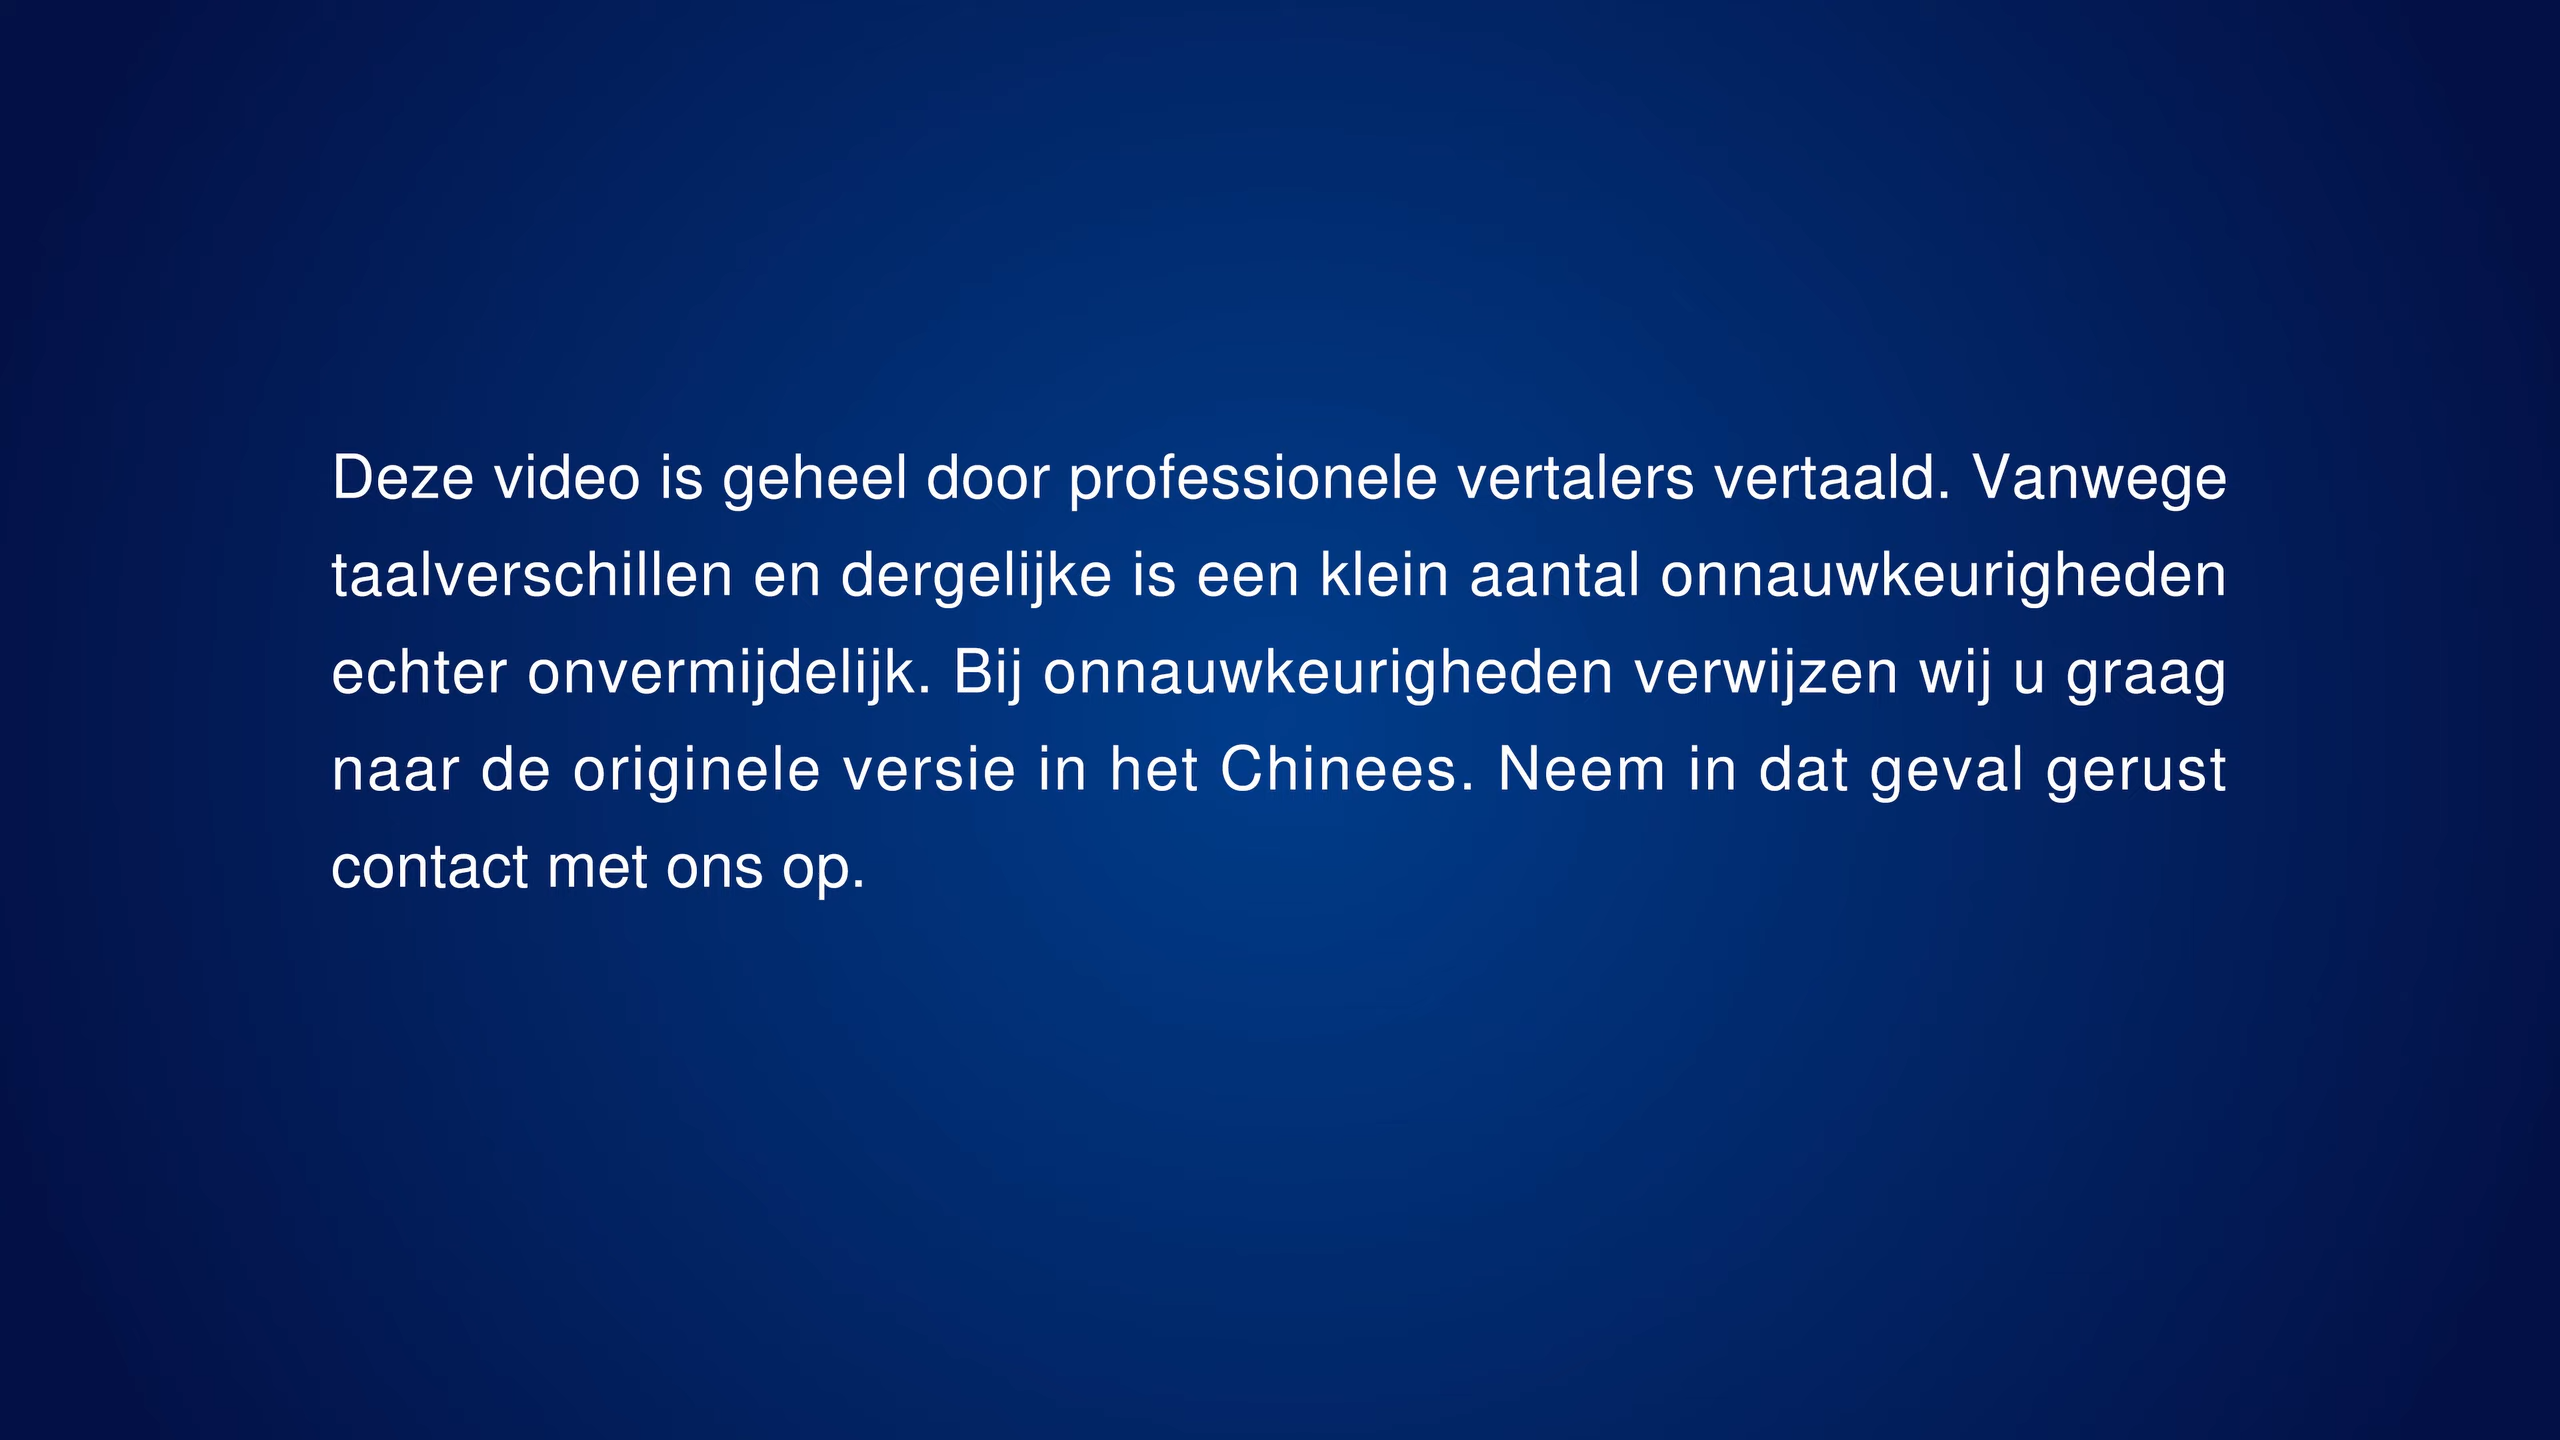 Deze video is geheel door professionele vertalers vertaald. Vanwege
taalverschillen en dergelijke is een klein aantal onnauwkeurigheden
echter onvermijdelijk. Bij onnauwkeurigheden verwijzen wij u graag
naar de originele versie in het Chinees. Neem in dat geval gerust
contact met ons op.